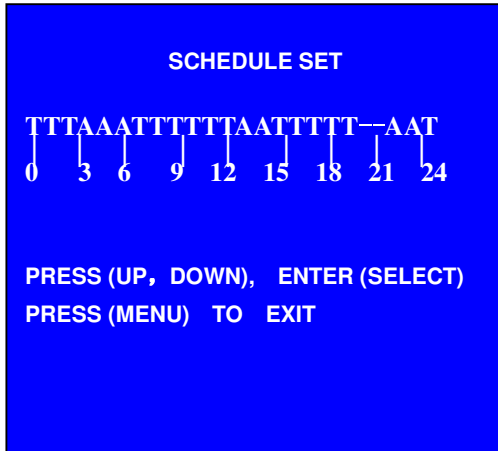 SCHEDULE SET
TTTAAATTTTTTAATTTTT--AAT
0 3 6 9 12 15 18 21 24
PRESS (UP, DOWN), ENTER (SELECT)
PRESS (MENU) TO EXIT